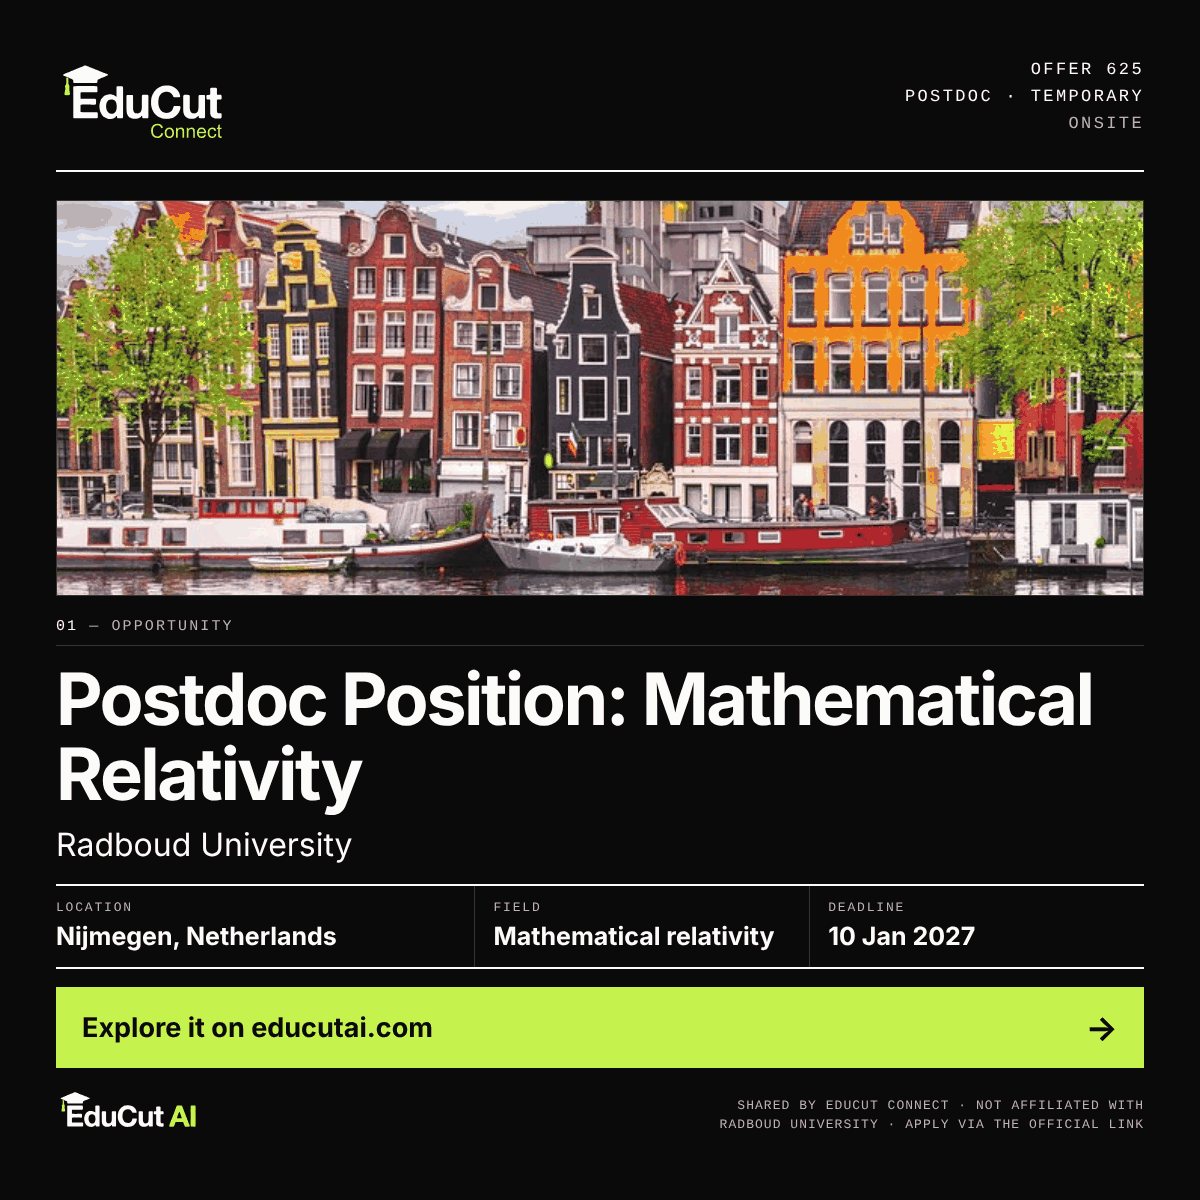 EduCut
Connect
OFFER 625
POSTDOC · TEMPORARY
ONSITE
01 — OPPORTUNITY
Postdoc Position: Mathematical
Relativity
Radboud University
LOCATION
Nijmegen, Netherlands
FIELD
Mathematical relativity
DEADLINE
10 Jan 2027
Explore it on educutai.com →
EduCut AI
SHARED BY EDUCUT CONNECT · NOT AFFILIATED WITH
RADBOUD UNIVERSITY · APPLY VIA THE OFFICIAL LINK